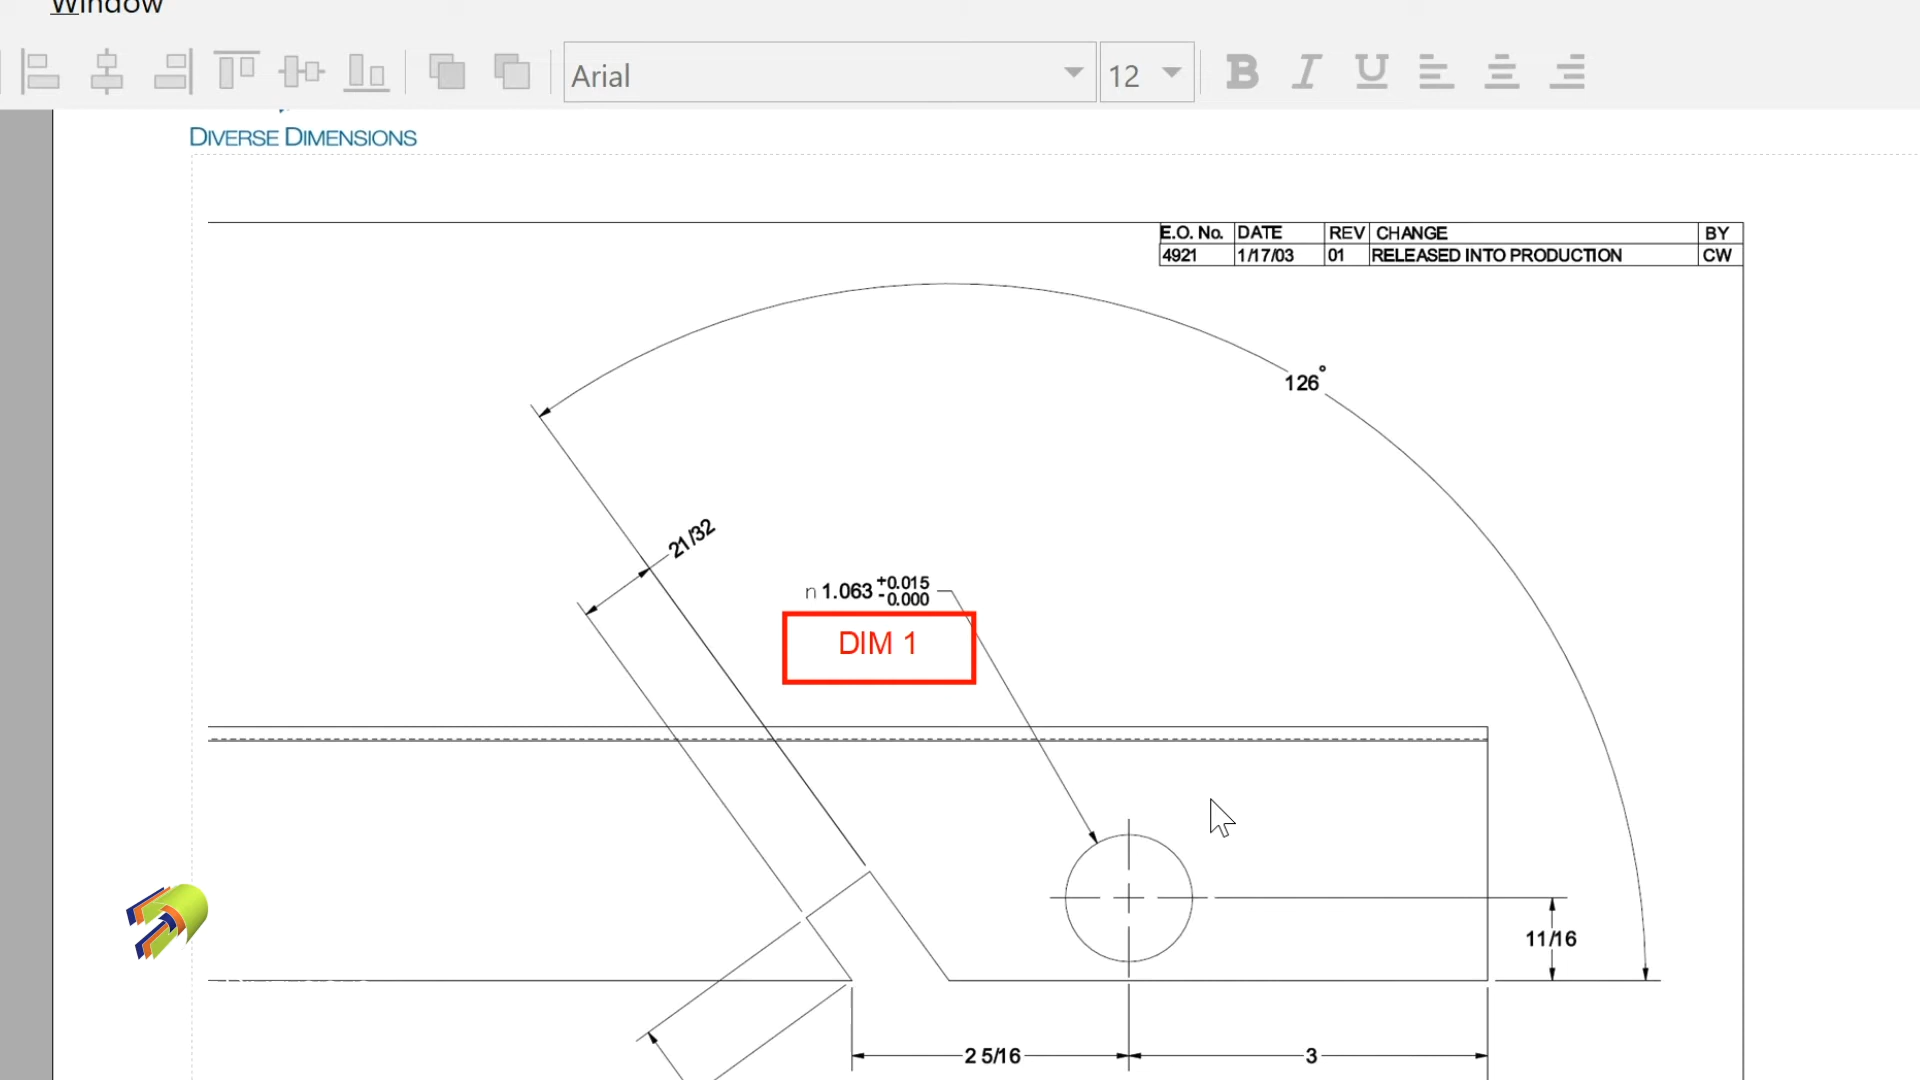 Window
Arial
12
B I U
DIVERSE DIMENSIONS
E.O. No. DATE REV CHANGE BY
4921 1/17/03 01 RELEASED INTO PRODUCTION CW
126°
21/32
n 1.063 +0.015
-0.000
DIM 1
11/16
2 5/16
3